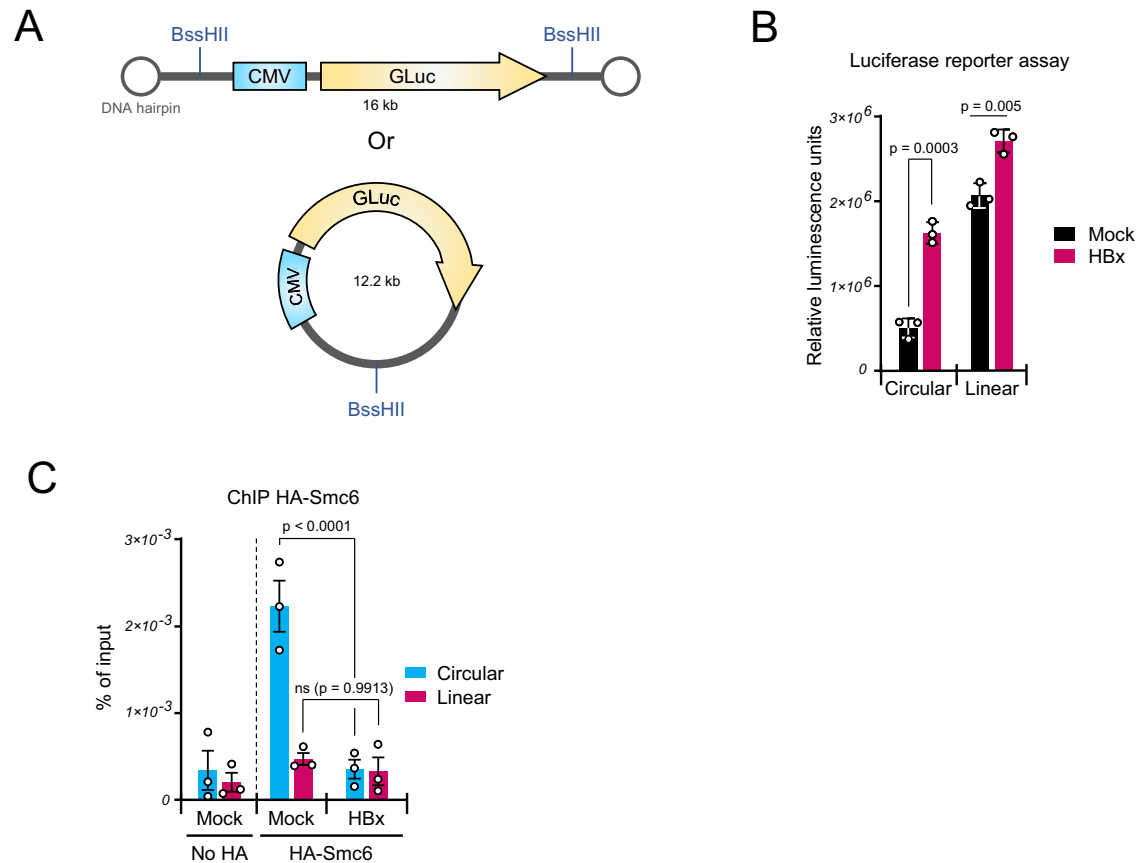 A
BssHII
BssHII
CMV
GLuc
DNA hairpin
16 kb
Or
GLuc
CMV
12.2 kb
BssHII
B
Luciferase reporter assay
Relative luminescence units
3×10⁶
2×10⁶
1×10⁶
0
p = 0.0003
p = 0.005
Circular
Linear
Mock
HBx
C
ChIP HA-Smc6
% of input
3×10⁻³
2×10⁻³
1×10⁻³
0
p < 0.0001
ns (p = 0.9913)
Circular
Linear
Mock
Mock
HBx
No HA
HA-Smc6